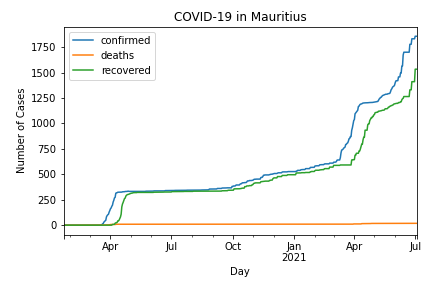 COVID-19 in Mauritius
confirmed
deaths
recovered
Number of Cases
1750
1500
1250
1000
750
500
250
0
Apr
Jul
Oct
Jan
2021
Apr
Jul
Day